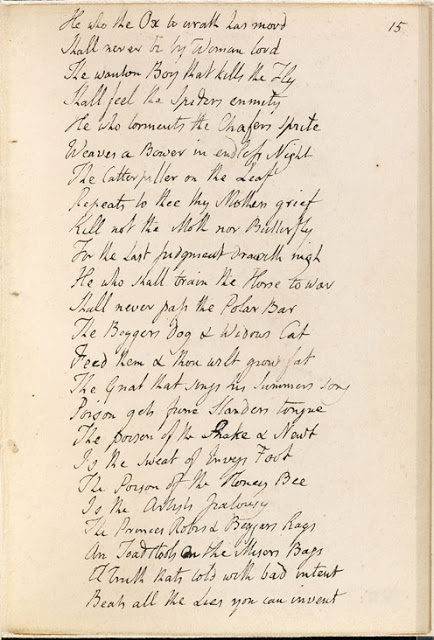 15
He who the Ox to wrath has movd
Shall never be by Woman lovd
The wanton Boy that kills the Fly
Shall feel the Spiders enmity
He who torments the Chafers Sprite
Weaves a Bower in endless Night
The Catterpiller on the Leaf
Repeats to thee thy Mothers grief
Kill not the Moth nor Butterfly
For the Last Judgment draweth nigh
He who shall train the Horse to war
Shall never pass the Polar Bar
The Beggars Dog & Widows Cat
Feed them & thou wilt grow fat
The Gnat that sings his Summers Song
Poison gets from Slanders tongue
The poison of the Snake & Newt
Is the sweat of Envys Foot
The Poison of the Honey Bee
Is the Artists Jealousy
The Princes Robes & Beggars Rags
Are Toadstools on the Misers Bags
A Truth thats told with bad intent
Beats all the Lies you can invent